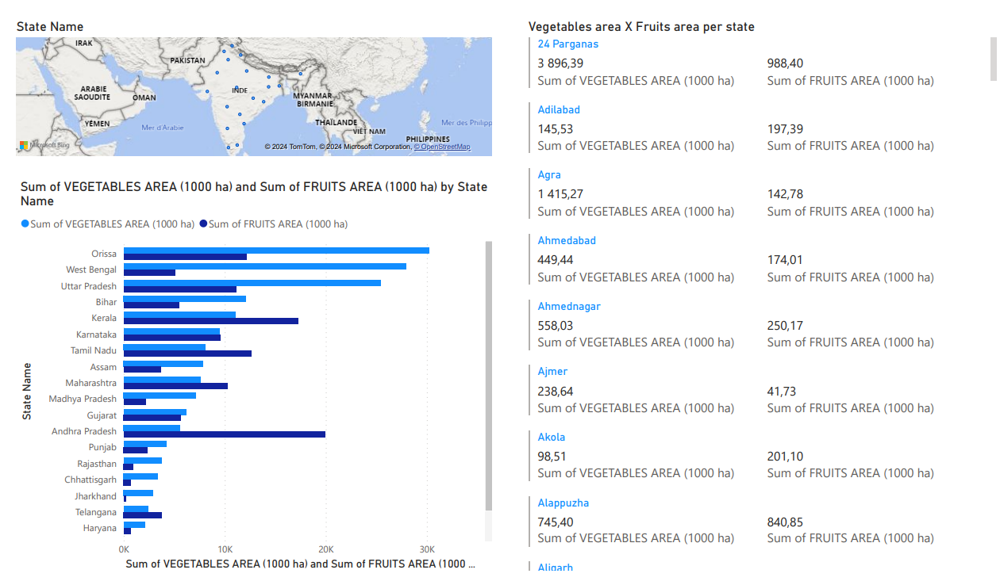 State Name
IRAK
PAKISTAN
ARABIE
SAOUDITE
OMAN
INDE
MYANMAR
BIRMANIE
YÉMEN
Mer d'Arabie
THAÏLANDE
VIÊT NAM
Mer des Philipp
PHILIPPINES
Microsoft Bing
© 2024 TomTom, © 2024 Microsoft Corporation, © OpenStreetMap
Sum of VEGETABLES AREA (1000 ha) and Sum of FRUITS AREA (1000 ha) by State
Name
Sum of VEGETABLES AREA (1000 ha) Sum of FRUITS AREA (1000 ha)
State Name
Orissa
West Bengal
Uttar Pradesh
Bihar
Kerala
Karnataka
Tamil Nadu
Assam
Maharashtra
Madhya Pradesh
Gujarat
Andhra Pradesh
Punjab
Rajasthan
Chhattisgarh
Jharkhand
Telangana
Haryana
0K 10K 20K 30K
Sum of VEGETABLES AREA (1000 ha) and Sum of FRUITS AREA (1000 ...
Vegetables area X Fruits area per state
24 Parganas
3 896,39 988,40
Sum of VEGETABLES AREA (1000 ha) Sum of FRUITS AREA (1000 ha)
Adilabad
145,53 197,39
Sum of VEGETABLES AREA (1000 ha) Sum of FRUITS AREA (1000 ha)
Agra
1 415,27 142,78
Sum of VEGETABLES AREA (1000 ha) Sum of FRUITS AREA (1000 ha)
Ahmedabad
449,44 174,01
Sum of VEGETABLES AREA (1000 ha) Sum of FRUITS AREA (1000 ha)
Ahmednagar
558,03 250,17
Sum of VEGETABLES AREA (1000 ha) Sum of FRUITS AREA (1000 ha)
Ajmer
238,64 41,73
Sum of VEGETABLES AREA (1000 ha) Sum of FRUITS AREA (1000 ha)
Akola
98,51 201,10
Sum of VEGETABLES AREA (1000 ha) Sum of FRUITS AREA (1000 ha)
Alappuzha
745,40 840,85
Sum of VEGETABLES AREA (1000 ha) Sum of FRUITS AREA (1000 ha)
Aligarh